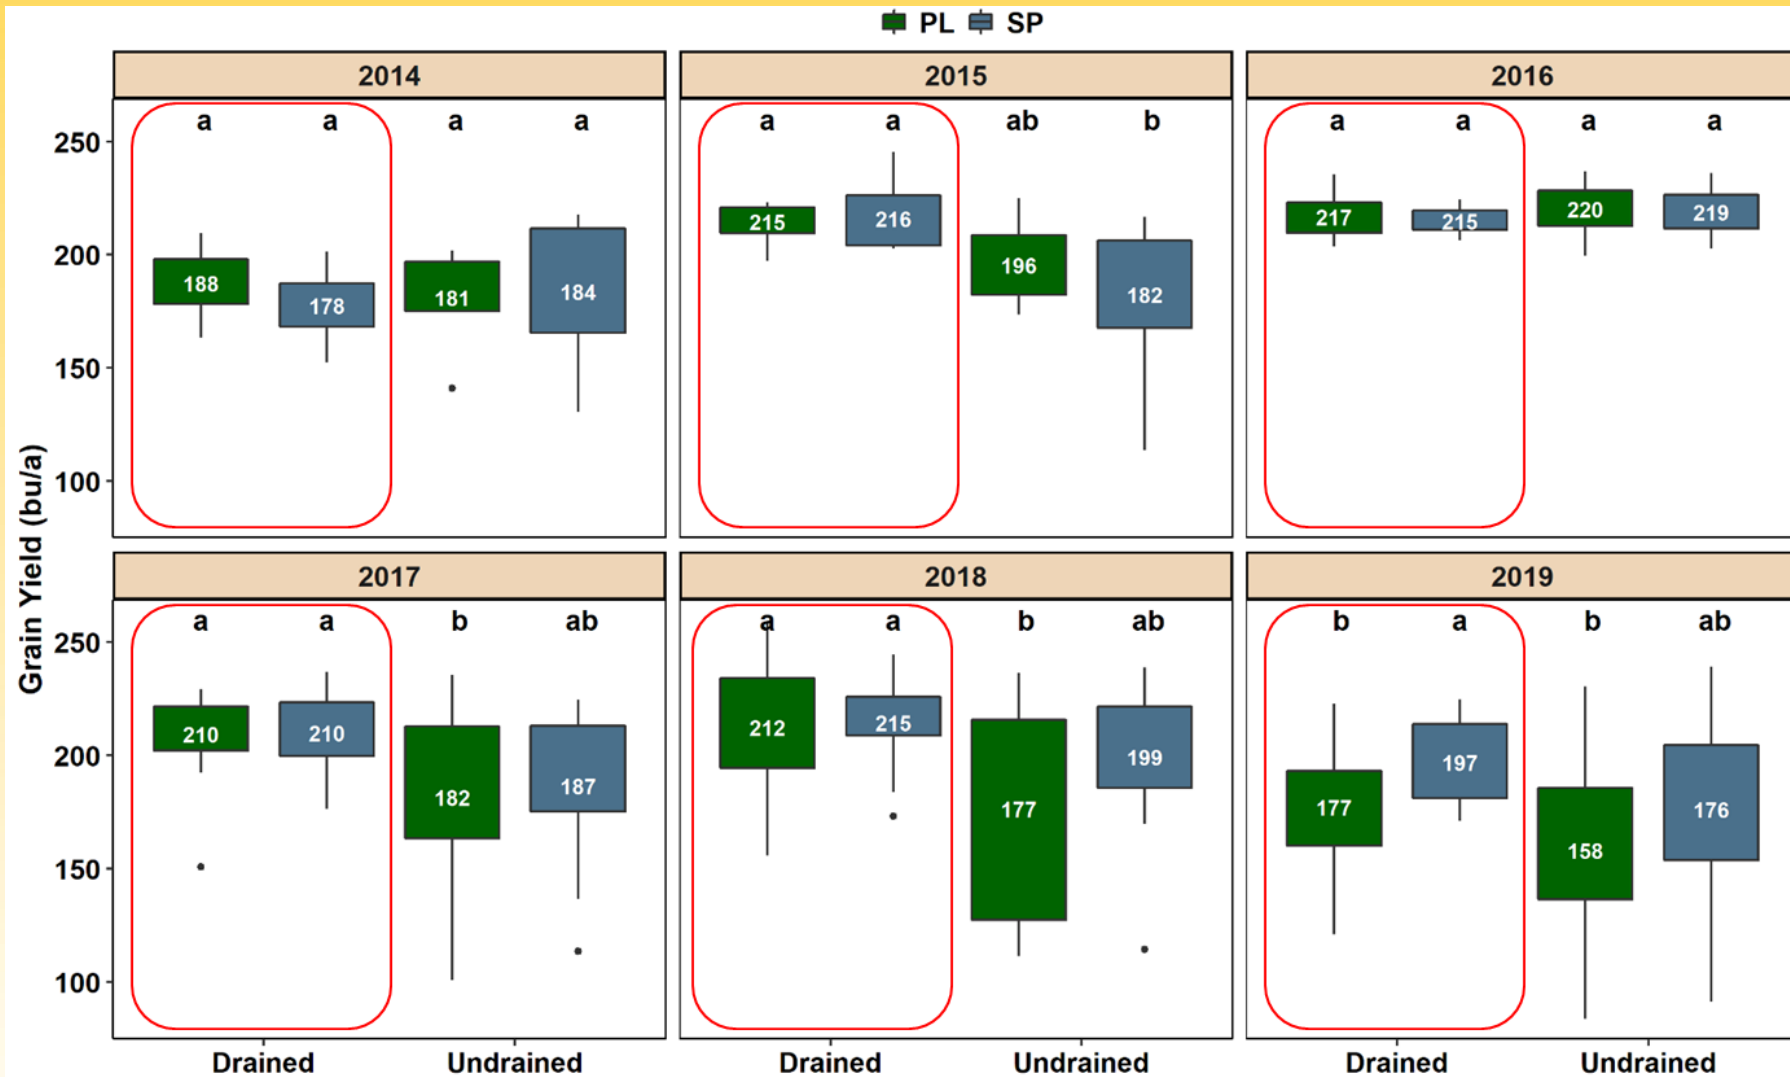 PL SP
2014 2015 2016
a a a a a a ab b a a a a
250
200
150
100
188 178 181 184 215 216 196 182 217 215 220 219
Grain Yield (bu/a)
2017 2018 2019
a a b ab a a b ab b a b ab
250
200
150
100
210 210 182 187 212 215 177 199 177 197 158 176
Drained Undrained Drained Undrained Drained Undrained